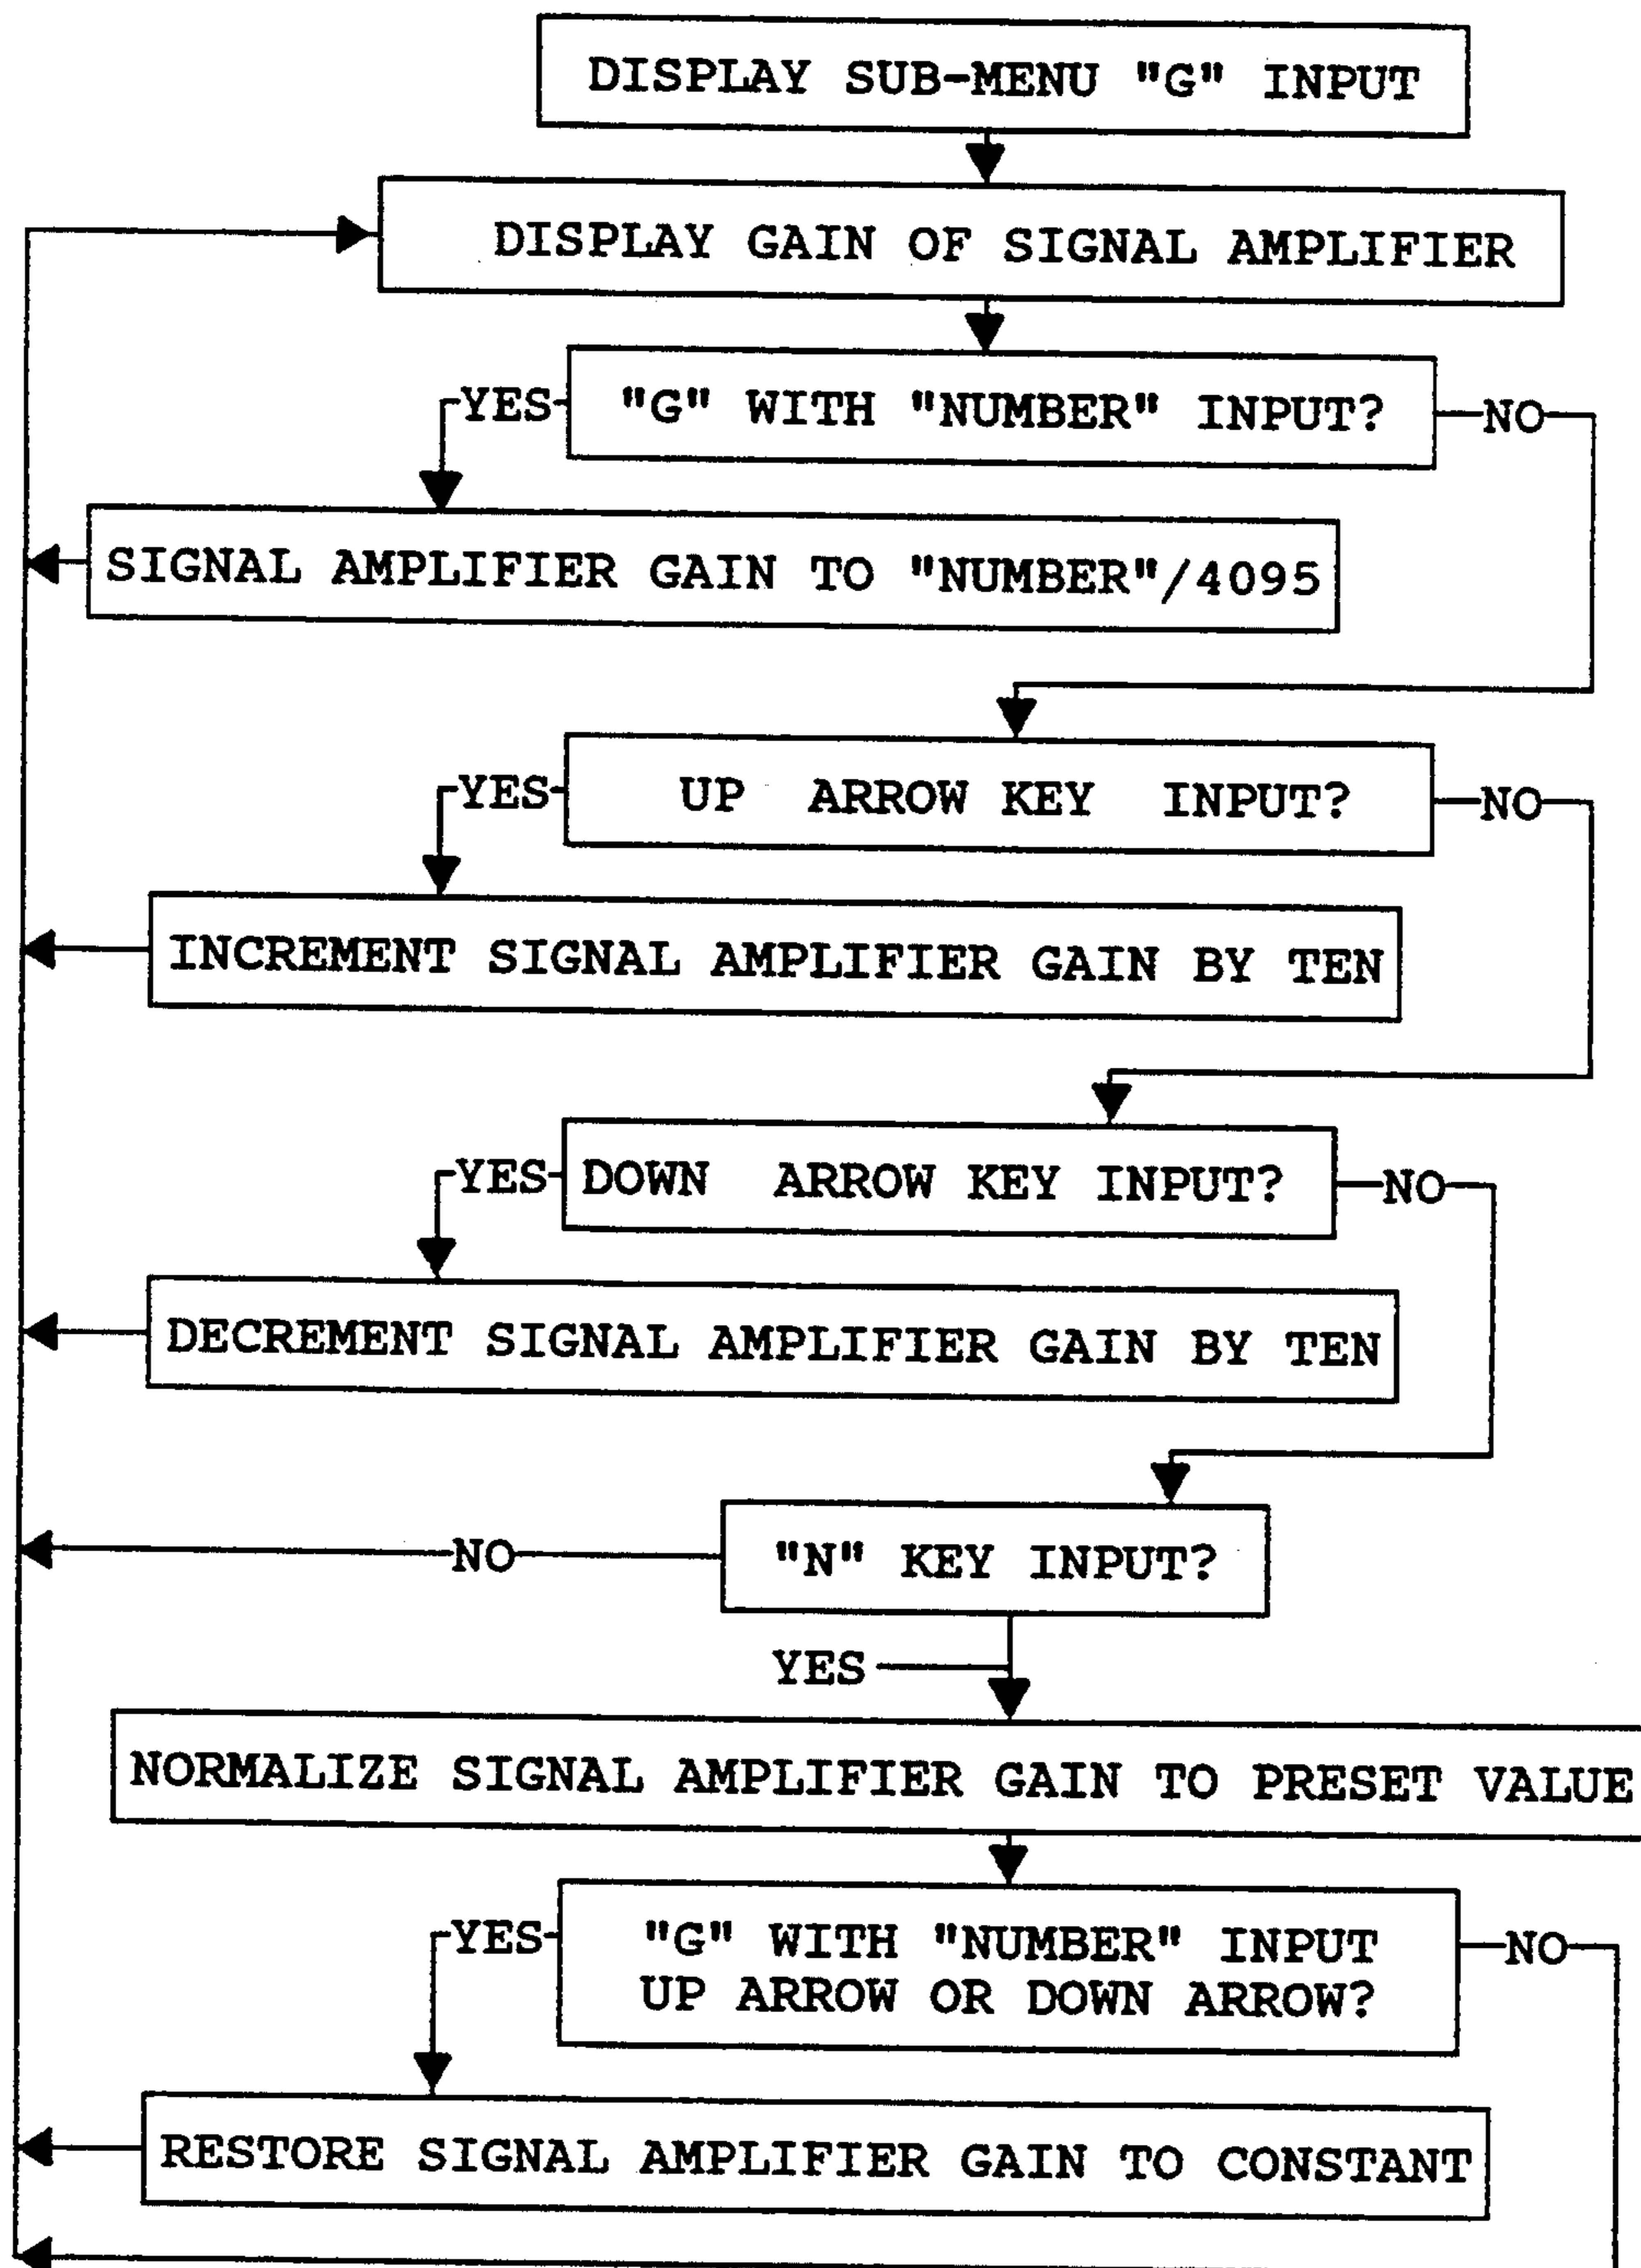 DISPLAY SUB-MENU "G" INPUT
DISPLAY GAIN OF SIGNAL AMPLIFIER
YES
"G" WITH "NUMBER" INPUT?
NO
SIGNAL AMPLIFIER GAIN TO "NUMBER"/4095
YES
UP ARROW KEY INPUT?
NO
INCREMENT SIGNAL AMPLIFIER GAIN BY TEN
YES
DOWN ARROW KEY INPUT?
NO
DECREMENT SIGNAL AMPLIFIER GAIN BY TEN
NO
"N" KEY INPUT?
YES
NORMALIZE SIGNAL AMPLIFIER GAIN TO PRESET VALUE
YES
"G" WITH "NUMBER" INPUT
UP ARROW OR DOWN ARROW?
NO
RESTORE SIGNAL AMPLIFIER GAIN TO CONSTANT